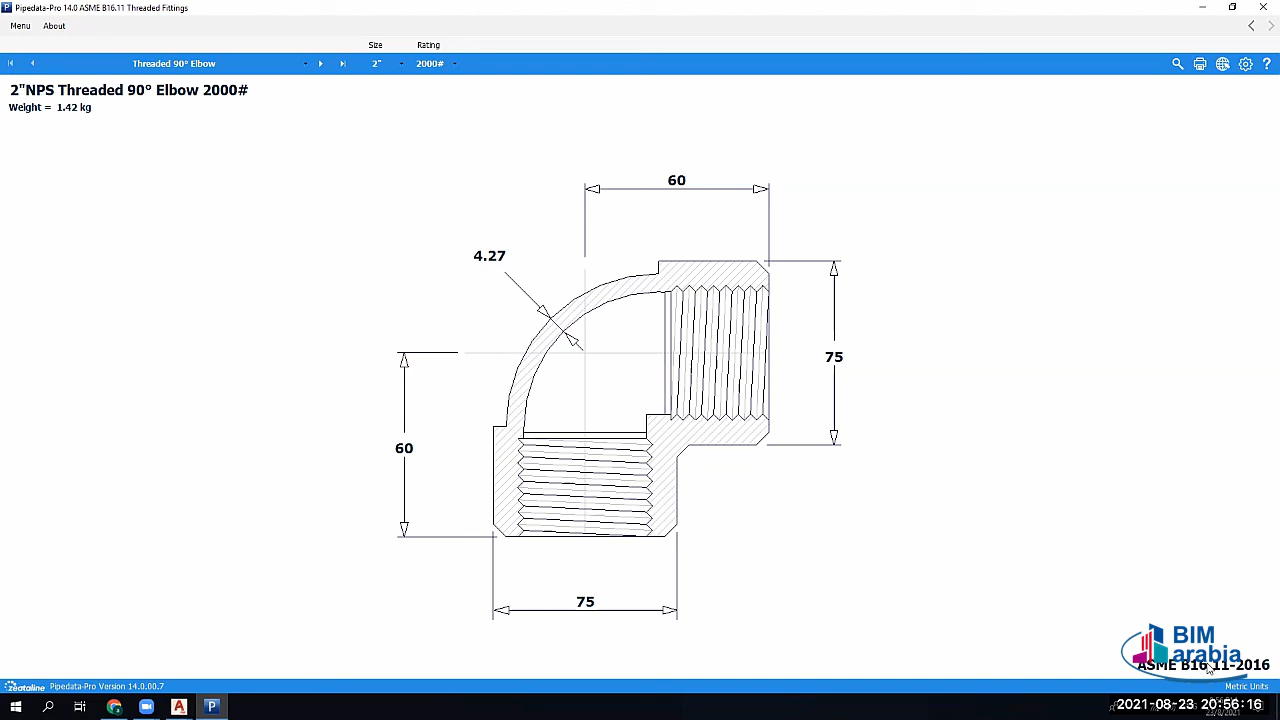 Pipedata-Pro 14.0 ASME B16.11 Threaded Fittings
Menu About
Size Rating
Threaded 90° Elbow 2" 2000#
2"NPS Threaded 90° Elbow 2000#
Weight = 1.42 kg
60
4.27
75
60
75
BIM
arabia
ASME B16.11-2016
zeataline Pipedata-Pro Version 14.0.00.7 Metric Units
2021-08-23 20:56:16